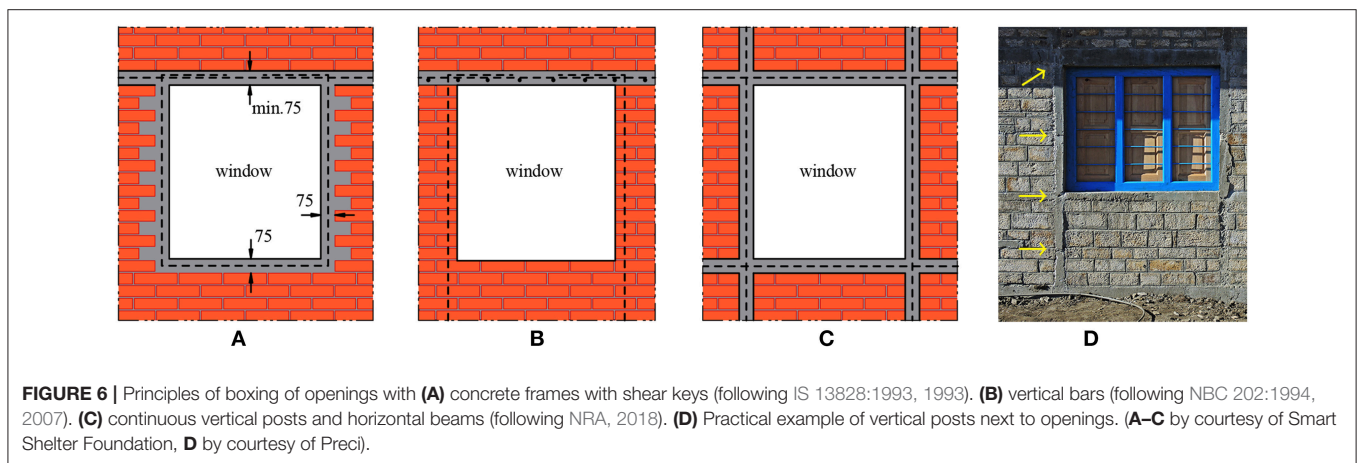 min.75
window
75
75
window
window
A
B
C
D
FIGURE 6 | Principles of boxing of openings with (A) concrete frames with shear keys (following IS 13828:1993, 1993). (B) vertical bars (following NBC 202:1994,
2007). (C) continuous vertical posts and horizontal beams (following NRA, 2018). (D) Practical example of vertical posts next to openings. (A–C by courtesy of Smart
Shelter Foundation, D by courtesy of Preci).